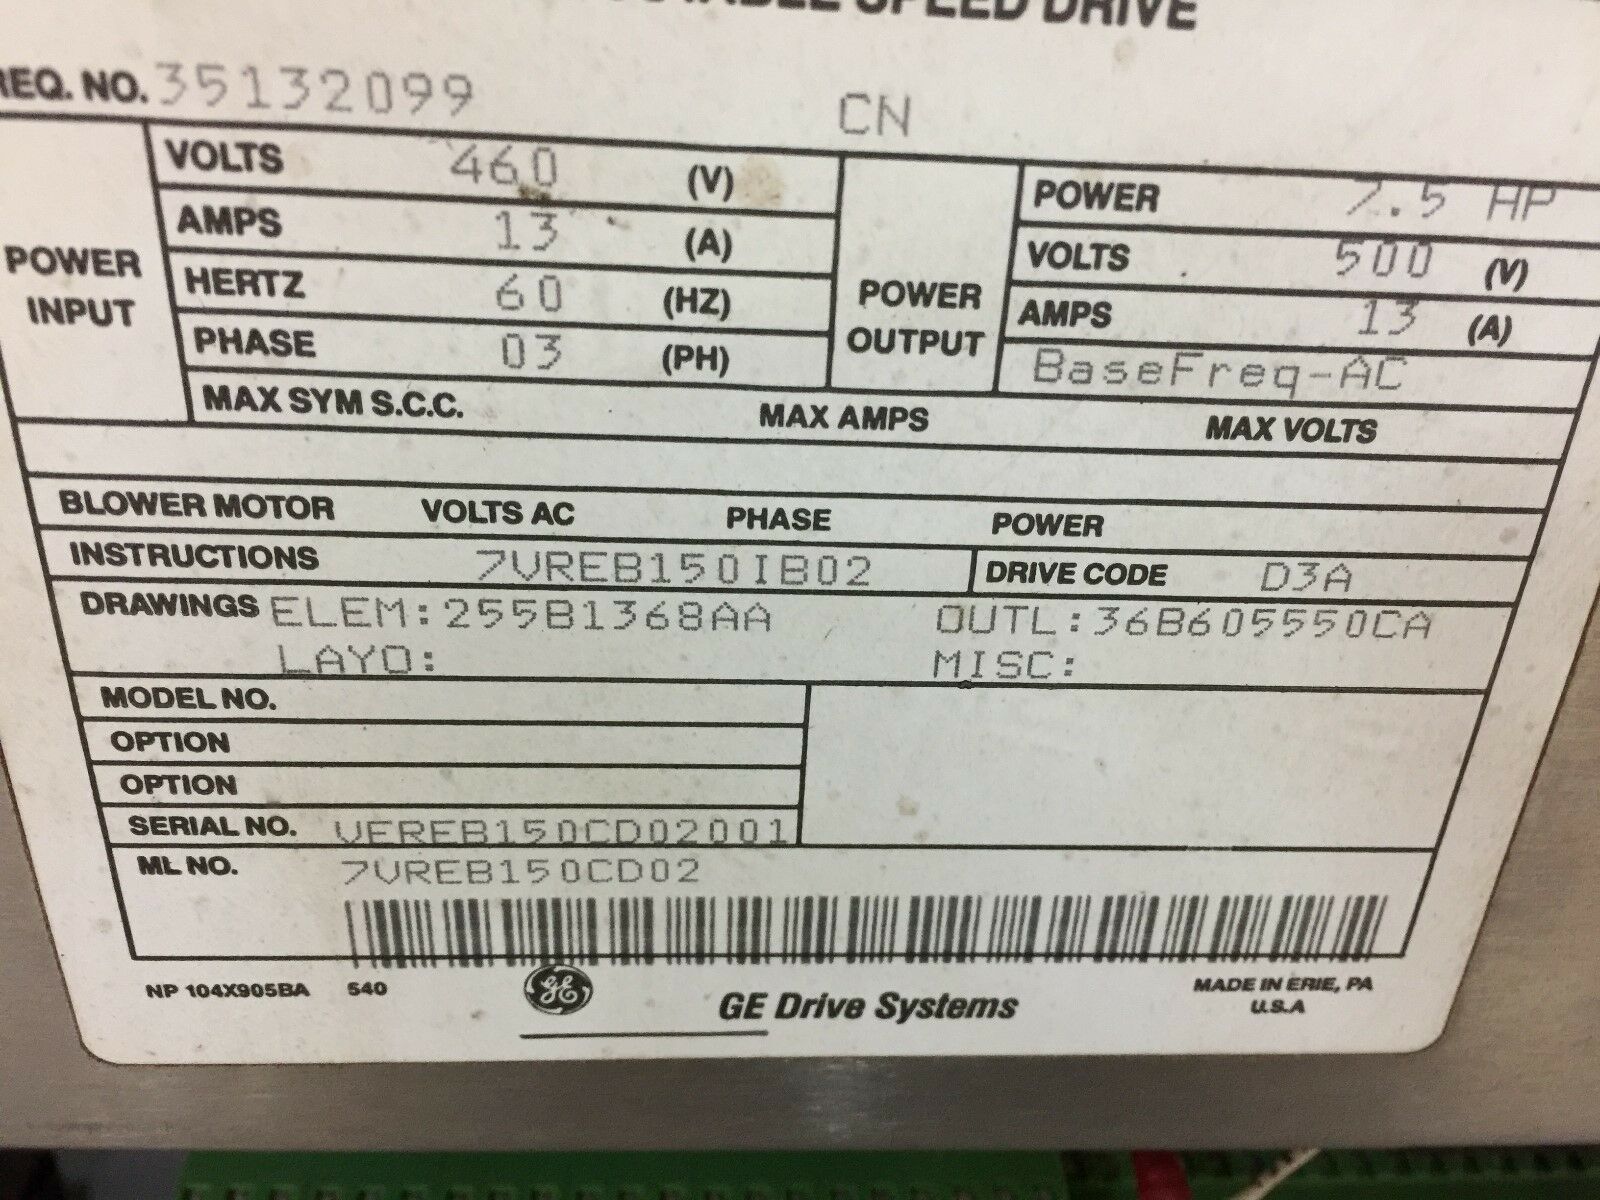 SPEED DRIVE
REQ. NO. 35132099 CN
POWER INPUT
VOLTS 460 (V)
AMPS 13 (A)
HERTZ 60 (HZ)
PHASE 03 (PH)
POWER OUTPUT
POWER 7.5 HP
VOLTS 500 (V)
AMPS 13 (A)
BaseFreq-AC
MAX SYM S.C.C. MAX AMPS MAX VOLTS
BLOWER MOTOR VOLTS AC PHASE POWER
INSTRUCTIONS 7VREB150IB02 DRIVE CODE D3A
DRAWINGS ELEM:255B1368AA OUTL:36B605550CA
LAYO: MISC:
MODEL NO.
OPTION
OPTION
SERIAL NO. VEREB150CD02001
ML NO. 7VREB150CD02
NP 104X905BA 540 GE GE Drive Systems MADE IN ERIE, PA
U.S.A